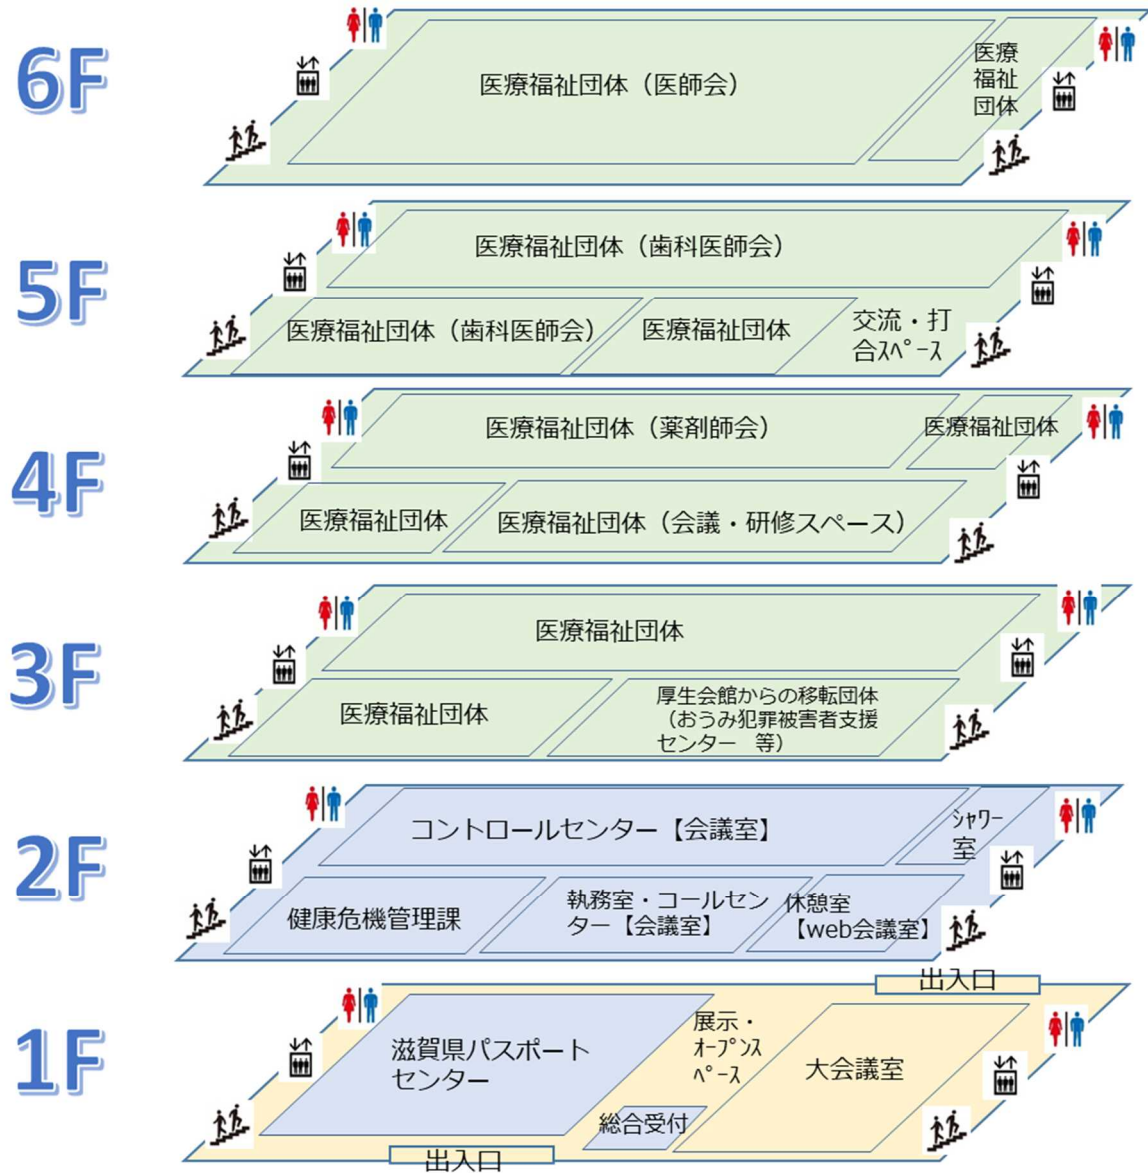 6F
医療福祉団体（医師会）
医療
福祉
団体
5F
医療福祉団体（歯科医師会）
医療福祉団体（歯科医師会）
医療福祉団体
交流・打
合ｽﾍﾟｰｽ
4F
医療福祉団体（薬剤師会）
医療福祉団体
医療福祉団体
医療福祉団体（会議・研修スペース）
3F
医療福祉団体
医療福祉団体
厚生会館からの移転団体
（おうみ犯罪被害者支援
センター　等）
2F
コントロールセンター【会議室】
ｼｬﾜｰ
室
健康危機管理課
執務室・コールセン
ター【会議室】
休憩室
【web会議室】
1F
出入口
滋賀県パスポート
センター
展示・
ｵｰﾌﾟﾝｽ
ﾍﾟｰｽ
大会議室
総合受付
出入口